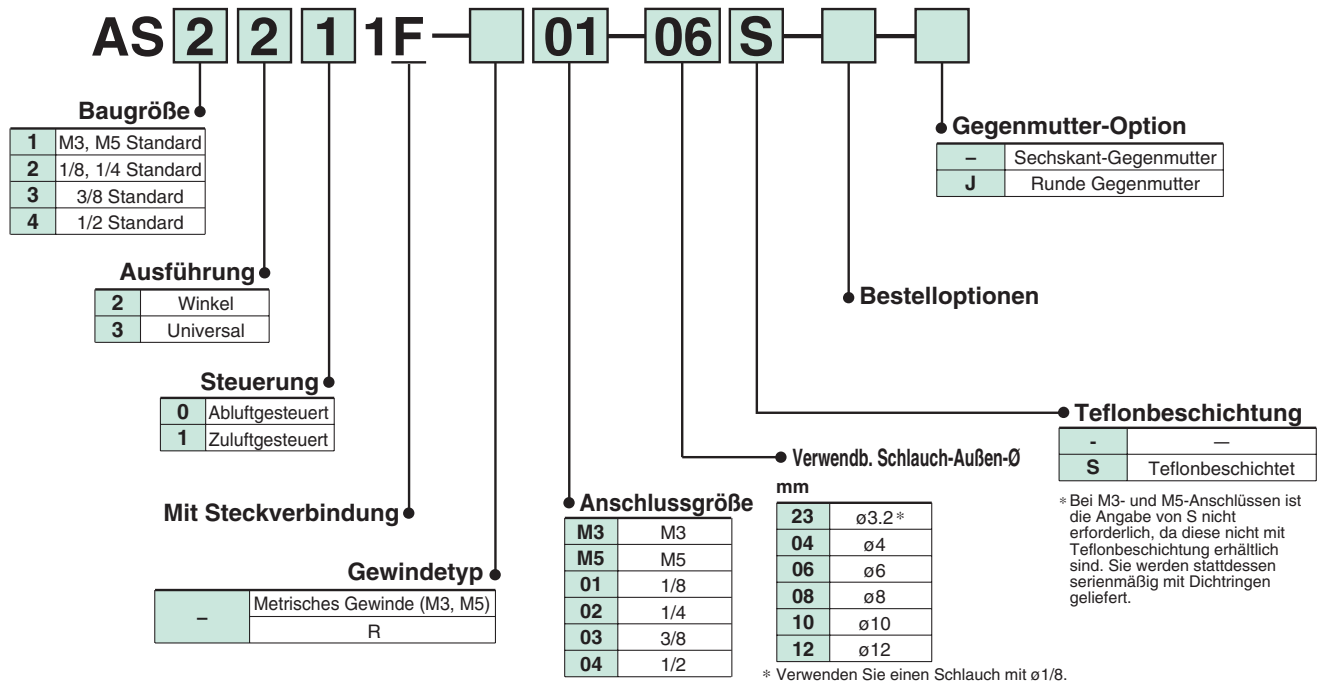 AS 2 2 1 1F — 01 — 06 S — —
Baugröße
1 M3, M5 Standard
2 1/8, 1/4 Standard
3 3/8 Standard
4 1/2 Standard
Ausführung
2 Winkel
3 Universal
Steuerung
0 Abluftgesteuert
1 Zuluftgesteuert
Mit Steckverbindung
Gewindetyp
– Metrisches Gewinde (M3, M5)
R
Anschlussgröße
M3 M3
M5 M5
01 1/8
02 1/4
03 3/8
04 1/2
Verwendb. Schlauch-Außen-Ø
mm
23 ø3.2*
04 ø4
06 ø6
08 ø8
10 ø10
12 ø12
* Verwenden Sie einen Schlauch mit ø1/8.
Teflonbeschichtung
- —
S Teflonbeschichtet
* Bei M3- und M5-Anschlüssen ist
die Angabe von S nicht
erforderlich, da diese nicht mit
Teflonbeschichtung erhältlich
sind. Sie werden stattdessen
serienmäßig mit Dichtringen
geliefert.
Bestelloptionen
Gegenmutter-Option
– Sechskant-Gegenmutter
J Runde Gegenmutter